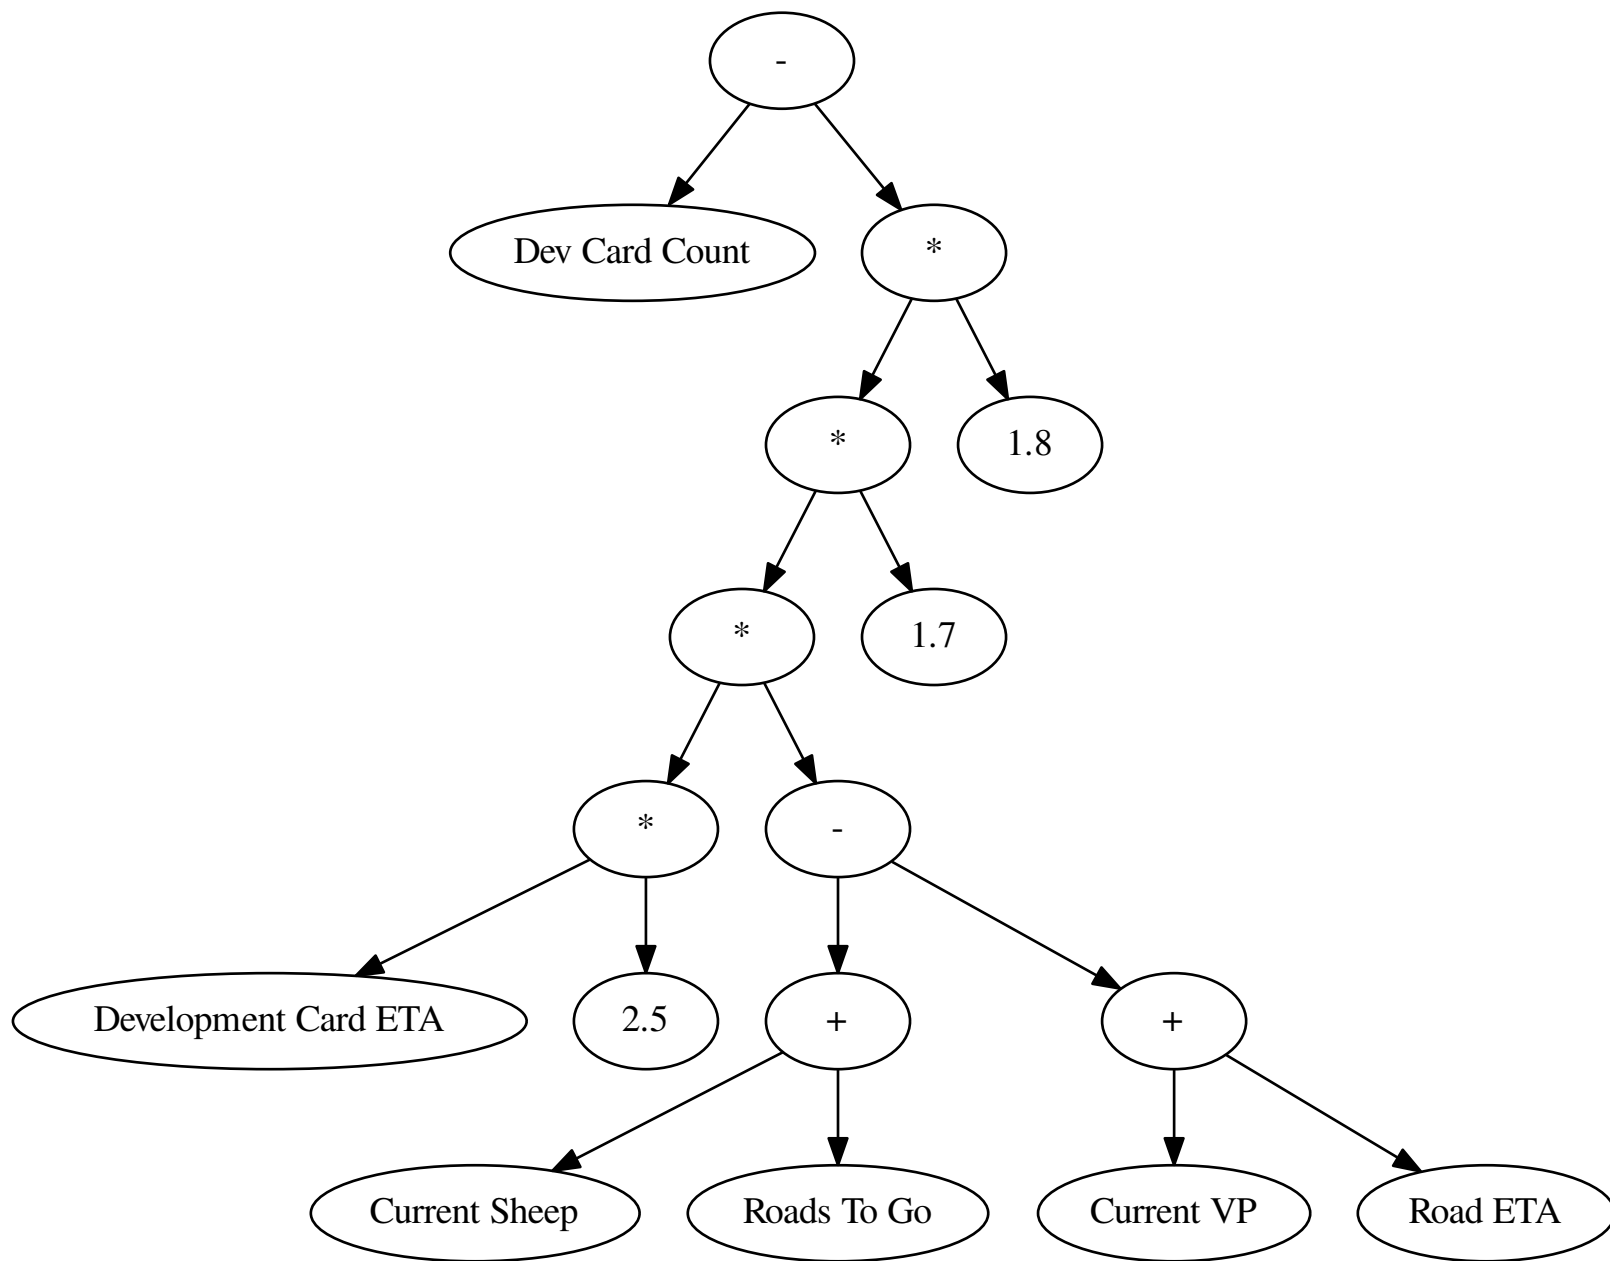 -
Dev Card Count
*
*
1.8
*
1.7
*
-
Development Card ETA
2.5
+
+
Current Sheep
Roads To Go
Current VP
Road ETA